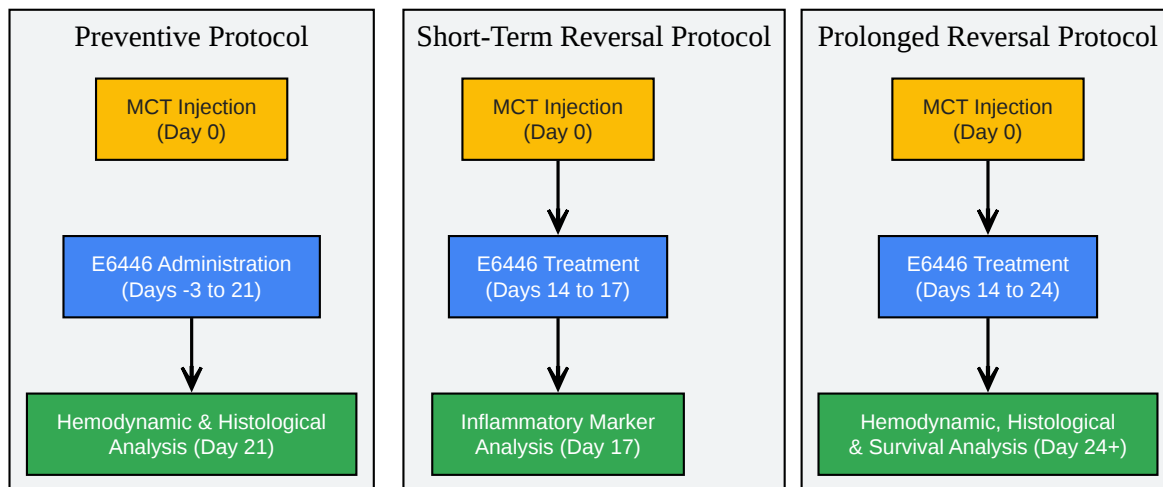 Preventive Protocol
MCT Injection
(Day 0)
E6446 Administration
(Days -3 to 21)
Hemodynamic & Histological
Analysis (Day 21)
Short-Term Reversal Protocol
MCT Injection
(Day 0)
E6446 Treatment
(Days 14 to 17)
Inflammatory Marker
Analysis (Day 17)
Prolonged Reversal Protocol
MCT Injection
(Day 0)
E6446 Treatment
(Days 14 to 24)
Hemodynamic, Histological
& Survival Analysis (Day 24+)